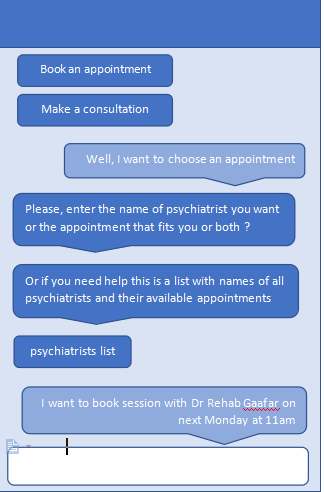 Book an appointment
Make a consultation
Well, I want to choose an appointment
Please, enter the name of psychiatrist you want
or the appointment that fits you or both ?
Or if you need help this is a list with names of all
psychiatrists and their available appointments
psychiatrists list
I want to book session with Dr Rehab Gaafar on
next Monday at 11am